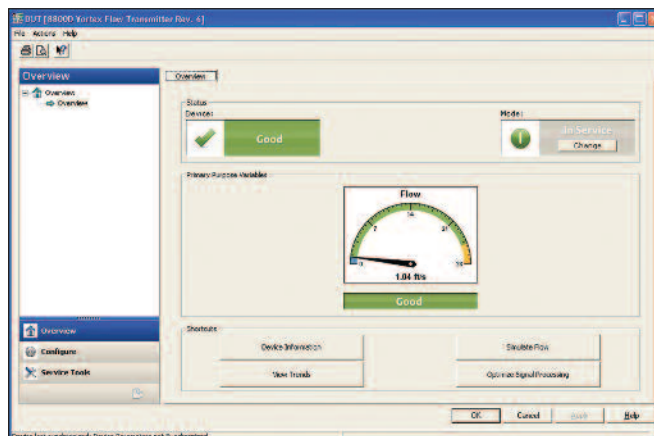 DUT [8800D Vortex Flow Transmitter Rev. 6]
File Actions Help
Overview
Overview
Overview
Overview
Status
Device:
Good
Mode:
In Service
Change
Primary Purpose Variables
Flow
14
7
21
0
28
1.04 ft/s
Good
Shortcuts
Device Information
Simulate Flow
View Trends
Optimize Signal Processing
Overview
Configure
Service Tools
OK
Cancel
Help